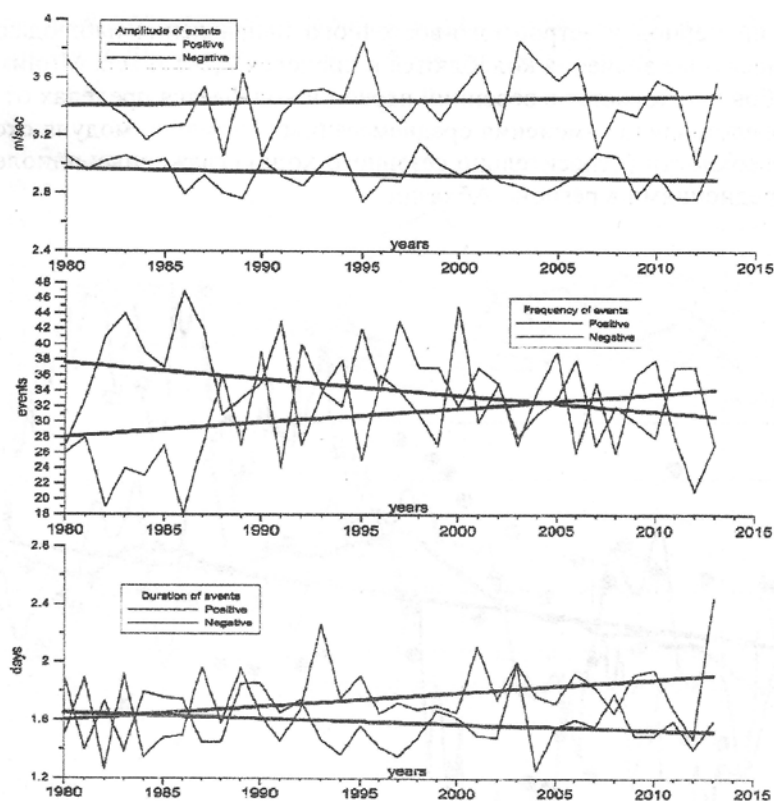 4
3.6
3.2
2.8
2.4
m/sec
Amplitude of events
Positive
Negative
years
1980 1985 1990 1995 2000 2005 2010 2015
48
46
44
42
40
38
36
34
32
30
28
26
24
22
20
18
events
Frequency of events
Positive
Negative
years
1980 1985 1990 1995 2000 2005 2010 2015
2.8
2.4
2
1.6
1.2
days
Duration of events
Positive
Negative
years
1980 1985 1990 1995 2000 2005 2010 2015